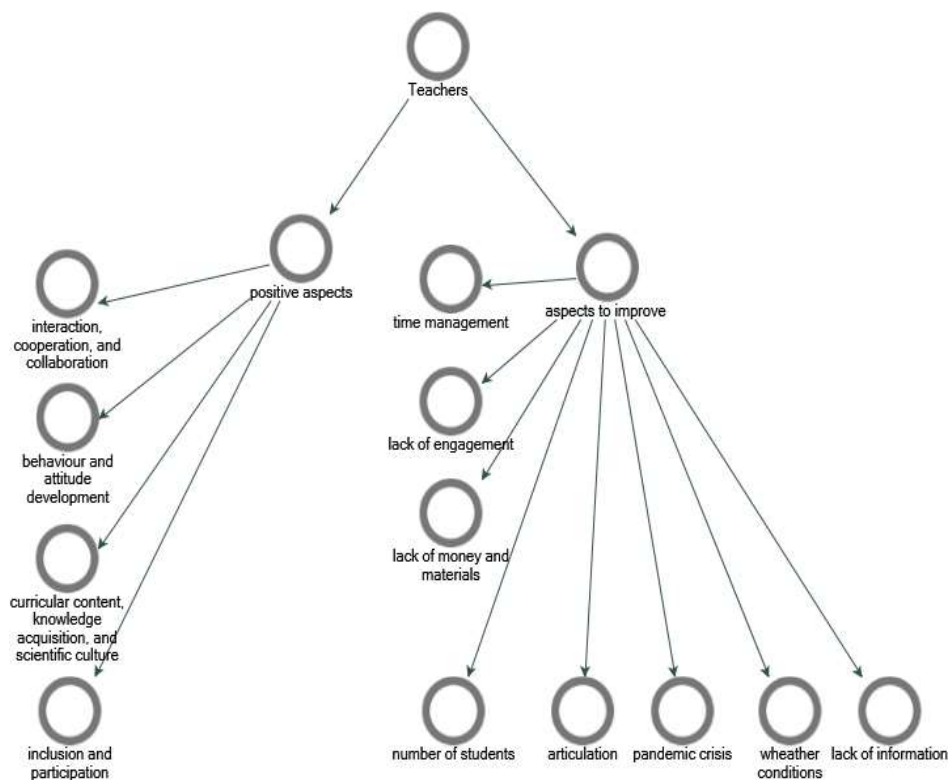 Teachers
positive aspects
interaction,
cooperation, and
collaboration
behaviour and
attitude
development
curricular content,
knowledge
acquisition, and
scientific culture
inclusion and
participation
aspects to improve
time management
lack of engagement
lack of money and
materials
number of students
articulation
pandemic crisis
wheather
conditions
lack of information